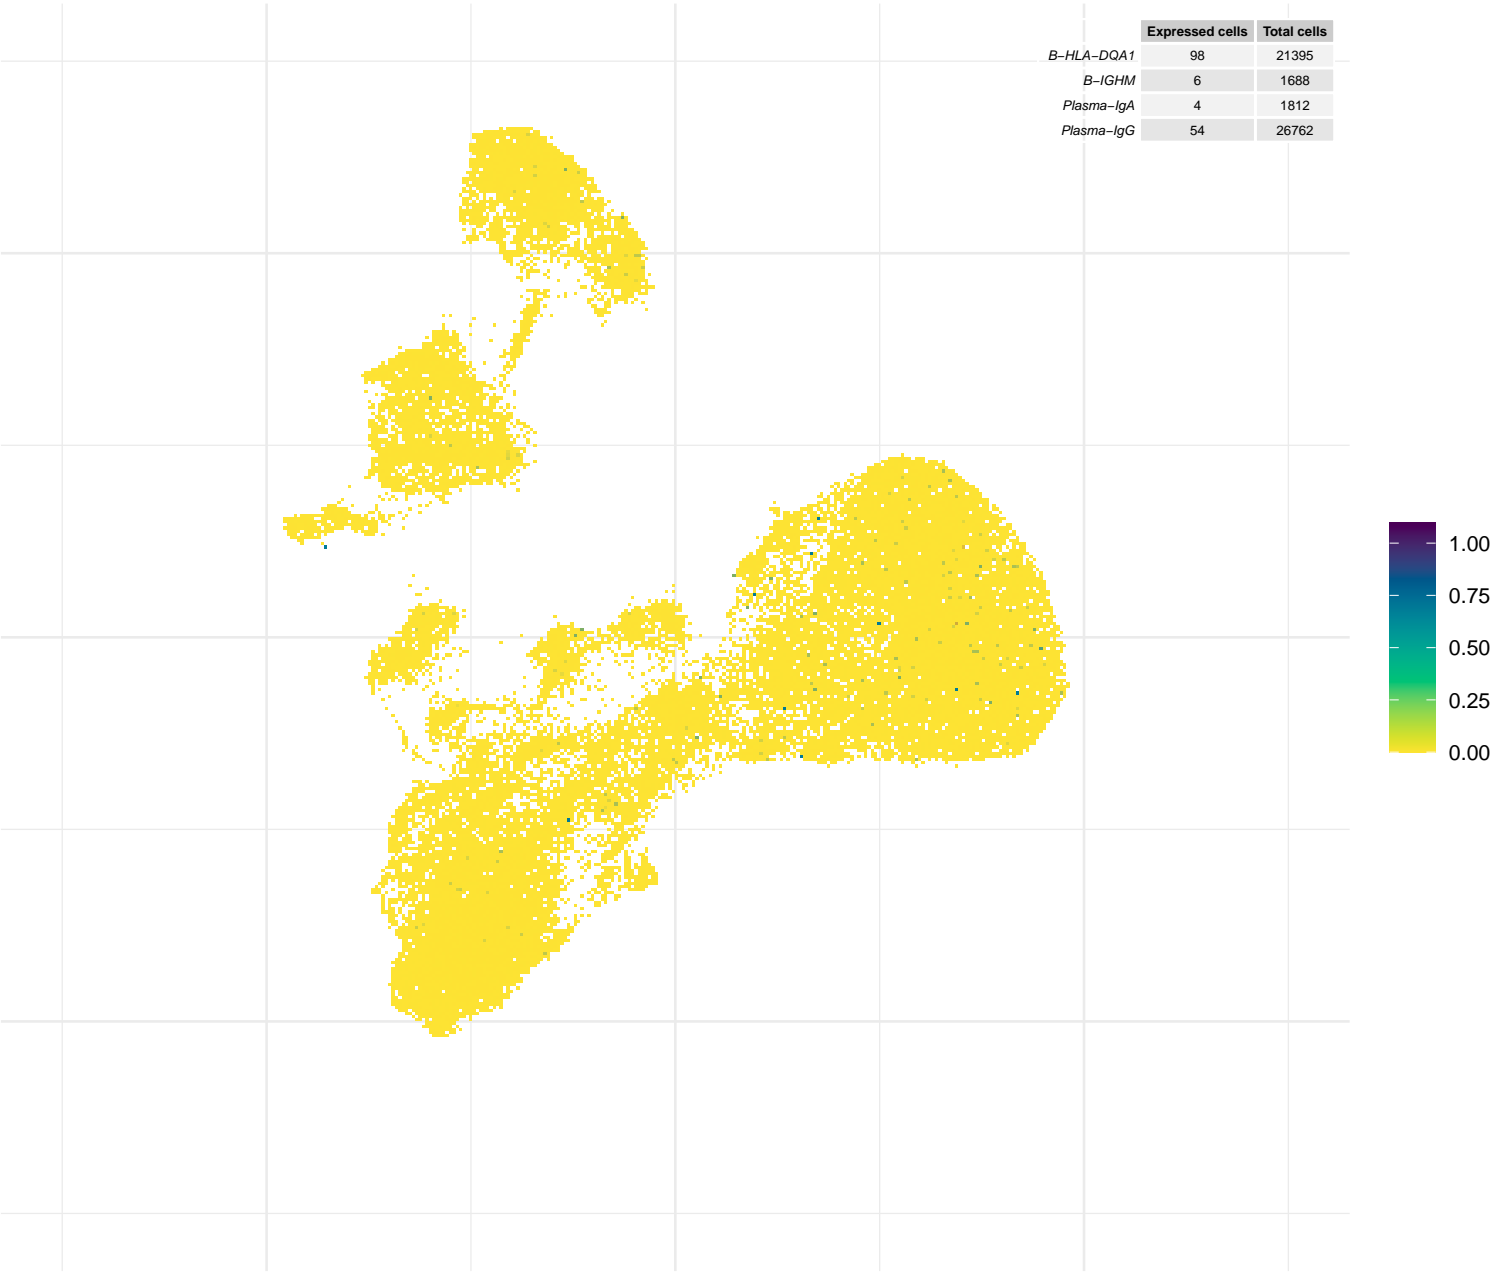 Expressed cells Total cells
B−HLA−DQA1 98 21395
B−IGHM 6 1688
Plasma−IgA 4 1812
Plasma−IgG 54 26762
1.00
0.75
0.50
0.25
0.00